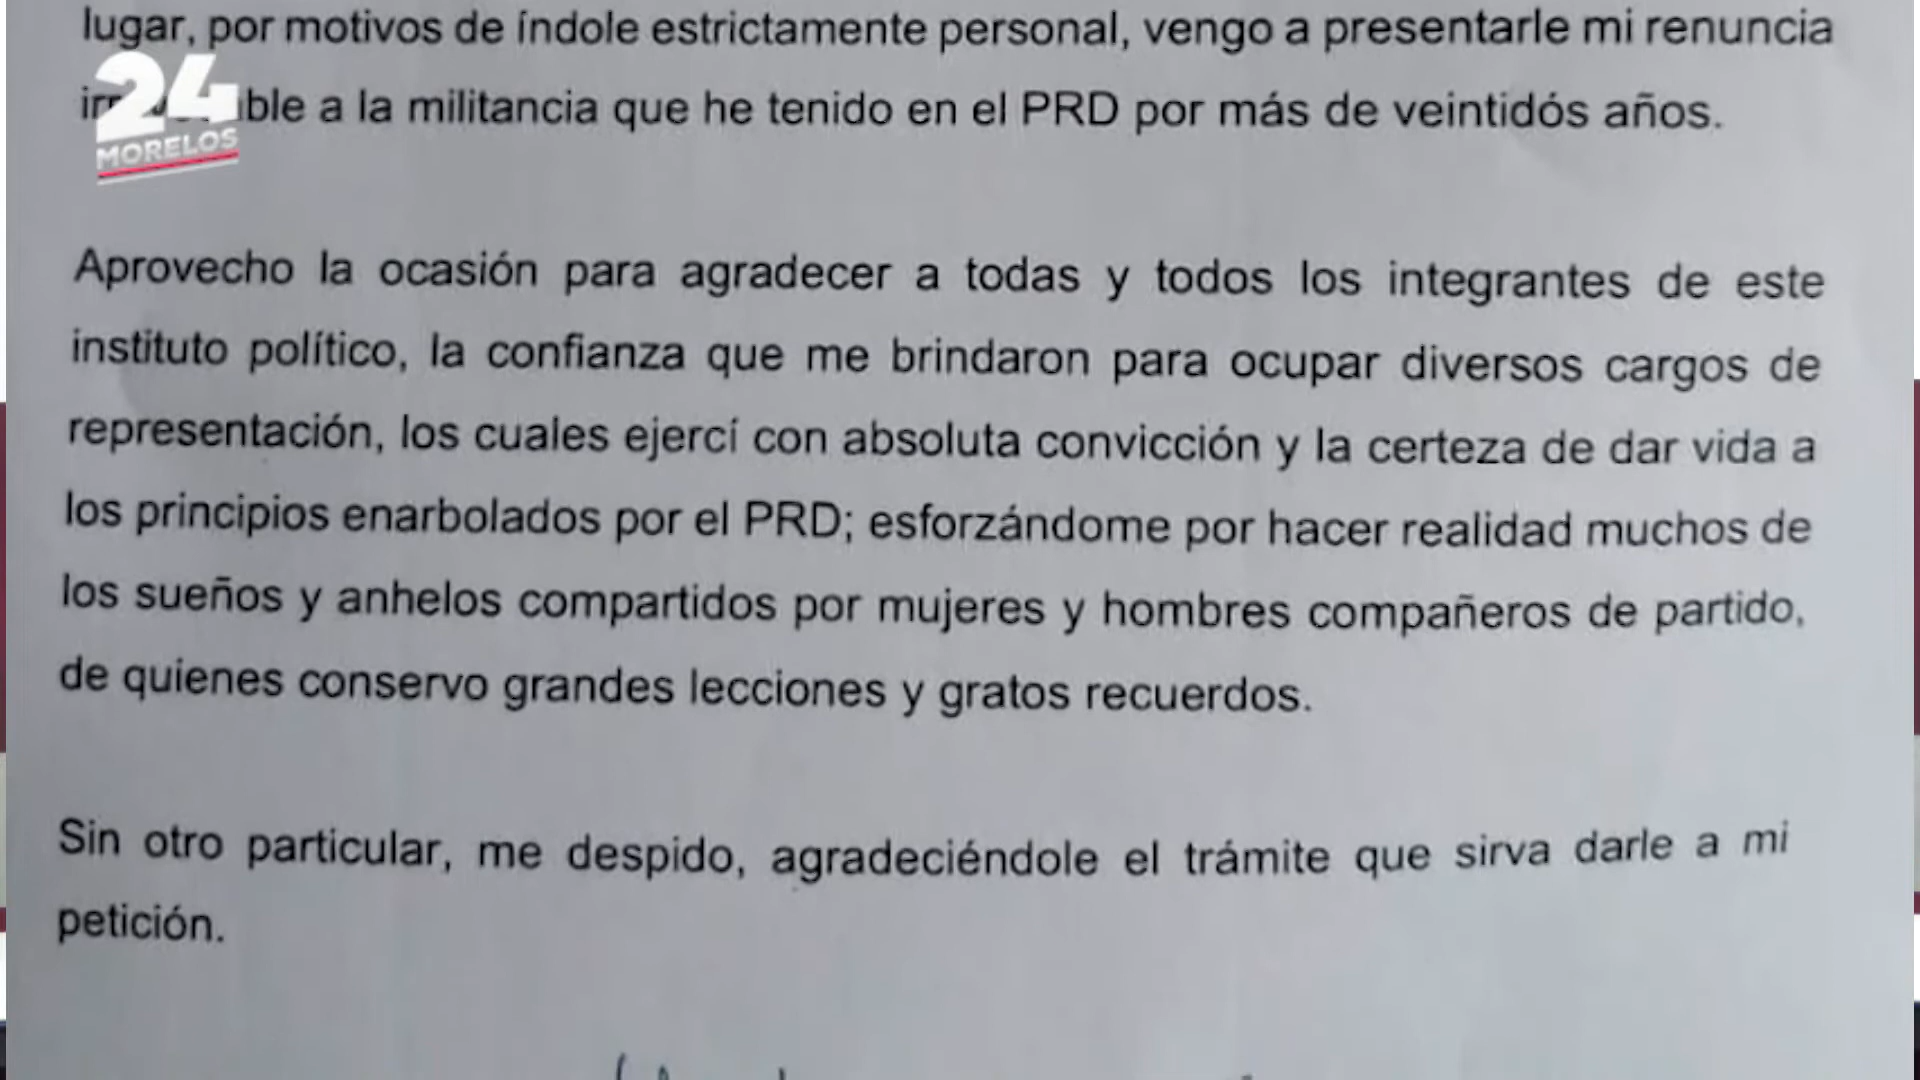 lugar, por motivos de índole estrictamente personal, vengo a presentarle mi renuncia
24
a la militancia que he tenido en el PRD por más de veintidós años.
MORELOS
Aprovecho la ocasión para agradecer a todas y todos los integrantes de este
instituto político, la confianza que me brindaron para ocupar diversos cargos de
representación, los cuales ejercí con absoluta convicción y la certeza de dar vida a
los principios enarbolados por el PRD; esforzándome por hacer realidad muchos de
los sueños y anhelos compartidos por mujeres y hombres compañeros de partido,
de quienes conservo grandes lecciones y gratos recuerdos.
Sin otro particular, me despido, agradeciéndole el trámite que sirva darle a mi
petición.